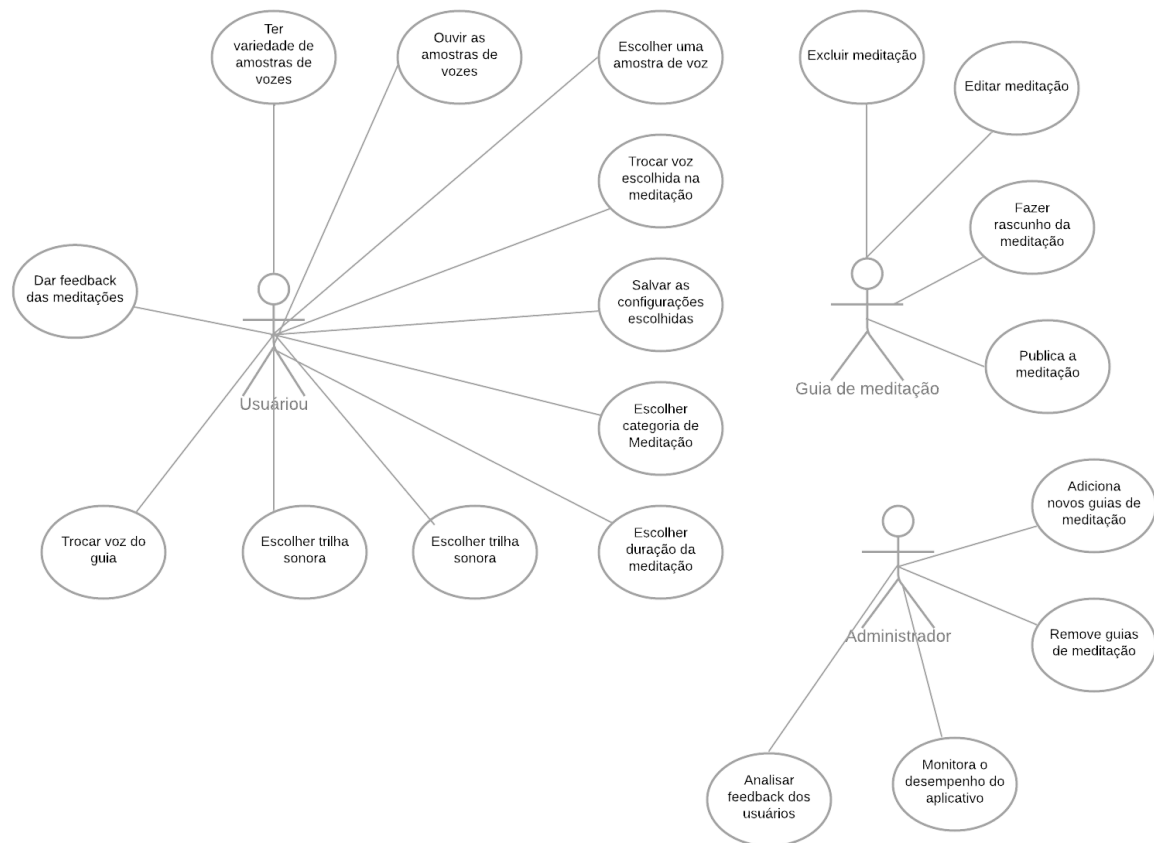 Ter
variedade de
amostras de
vozes
Ouvir as
amostras de
vozes
Escolher uma
amostra de voz
Excluir meditação
Editar meditação
Trocar voz
escolhida na
meditação
Fazer
rascunho da
meditação
Dar feedback
das meditações
Salvar as
configurações
escolhidas
Publica a
meditação
Usuáriou
Guia de meditação
Escolher
categoria de
Meditação
Adiciona
novos guias de
meditação
Trocar voz do
guia
Escolher trilha
sonora
Escolher trilha
sonora
Escolher
duração da
meditação
Administrador
Remove guias
de meditação
Analisar
feedback dos
usuários
Monitora o
desempenho do
aplicativo